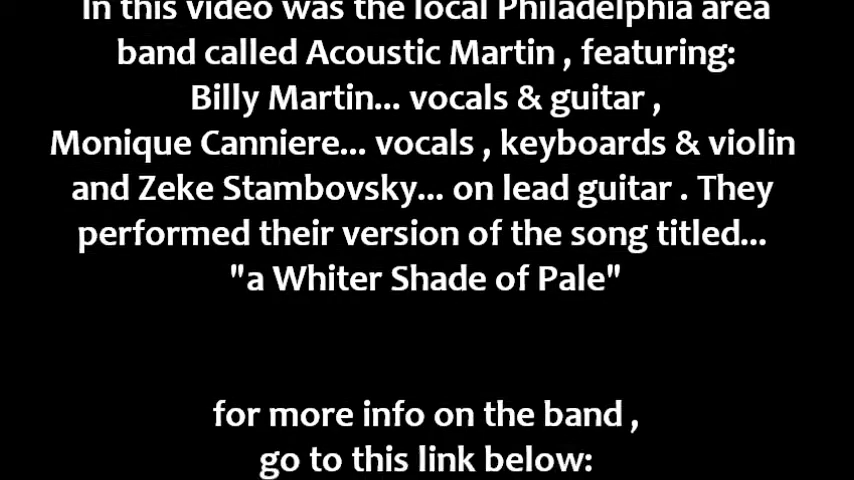 In this video was the local Philadelphia area
band called Acoustic Martin , featuring:
Billy Martin... vocals & guitar ,
Monique Canniere... vocals , keyboards & violin
and Zeke Stambovsky... on lead guitar . They
performed their version of the song titled...
"a Whiter Shade of Pale"
for more info on the band ,
go to this link below: